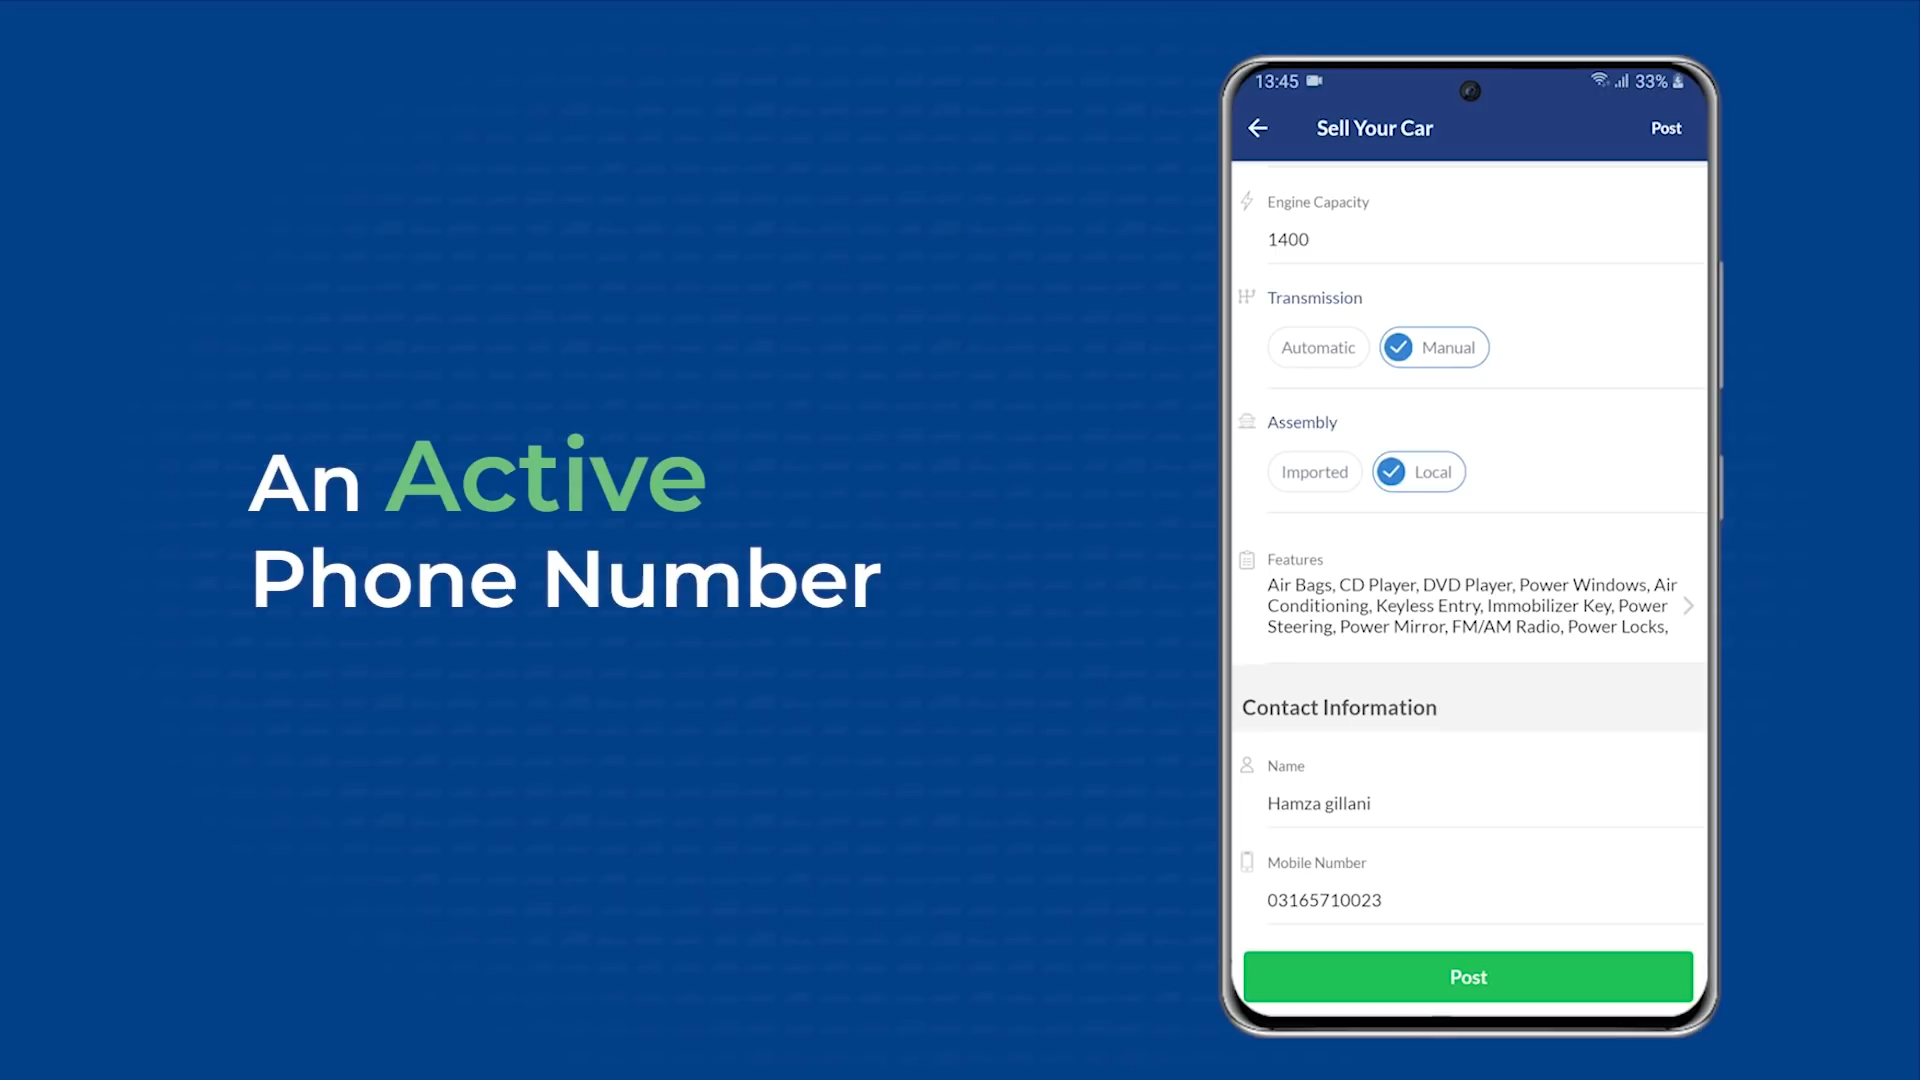 An Active
Phone Number
13:45
33%
Sell Your Car
Post
Engine Capacity
1400
Transmission
Automatic
Manual
Assembly
Imported
Local
Features
Air Bags, CD Player, DVD Player, Power Windows, Air
Conditioning, Keyless Entry, Immobilizer Key, Power
Steering, Power Mirror, FM/AM Radio, Power Locks,
Contact Information
Name
Hamza gillani
Mobile Number
03165710023
Post